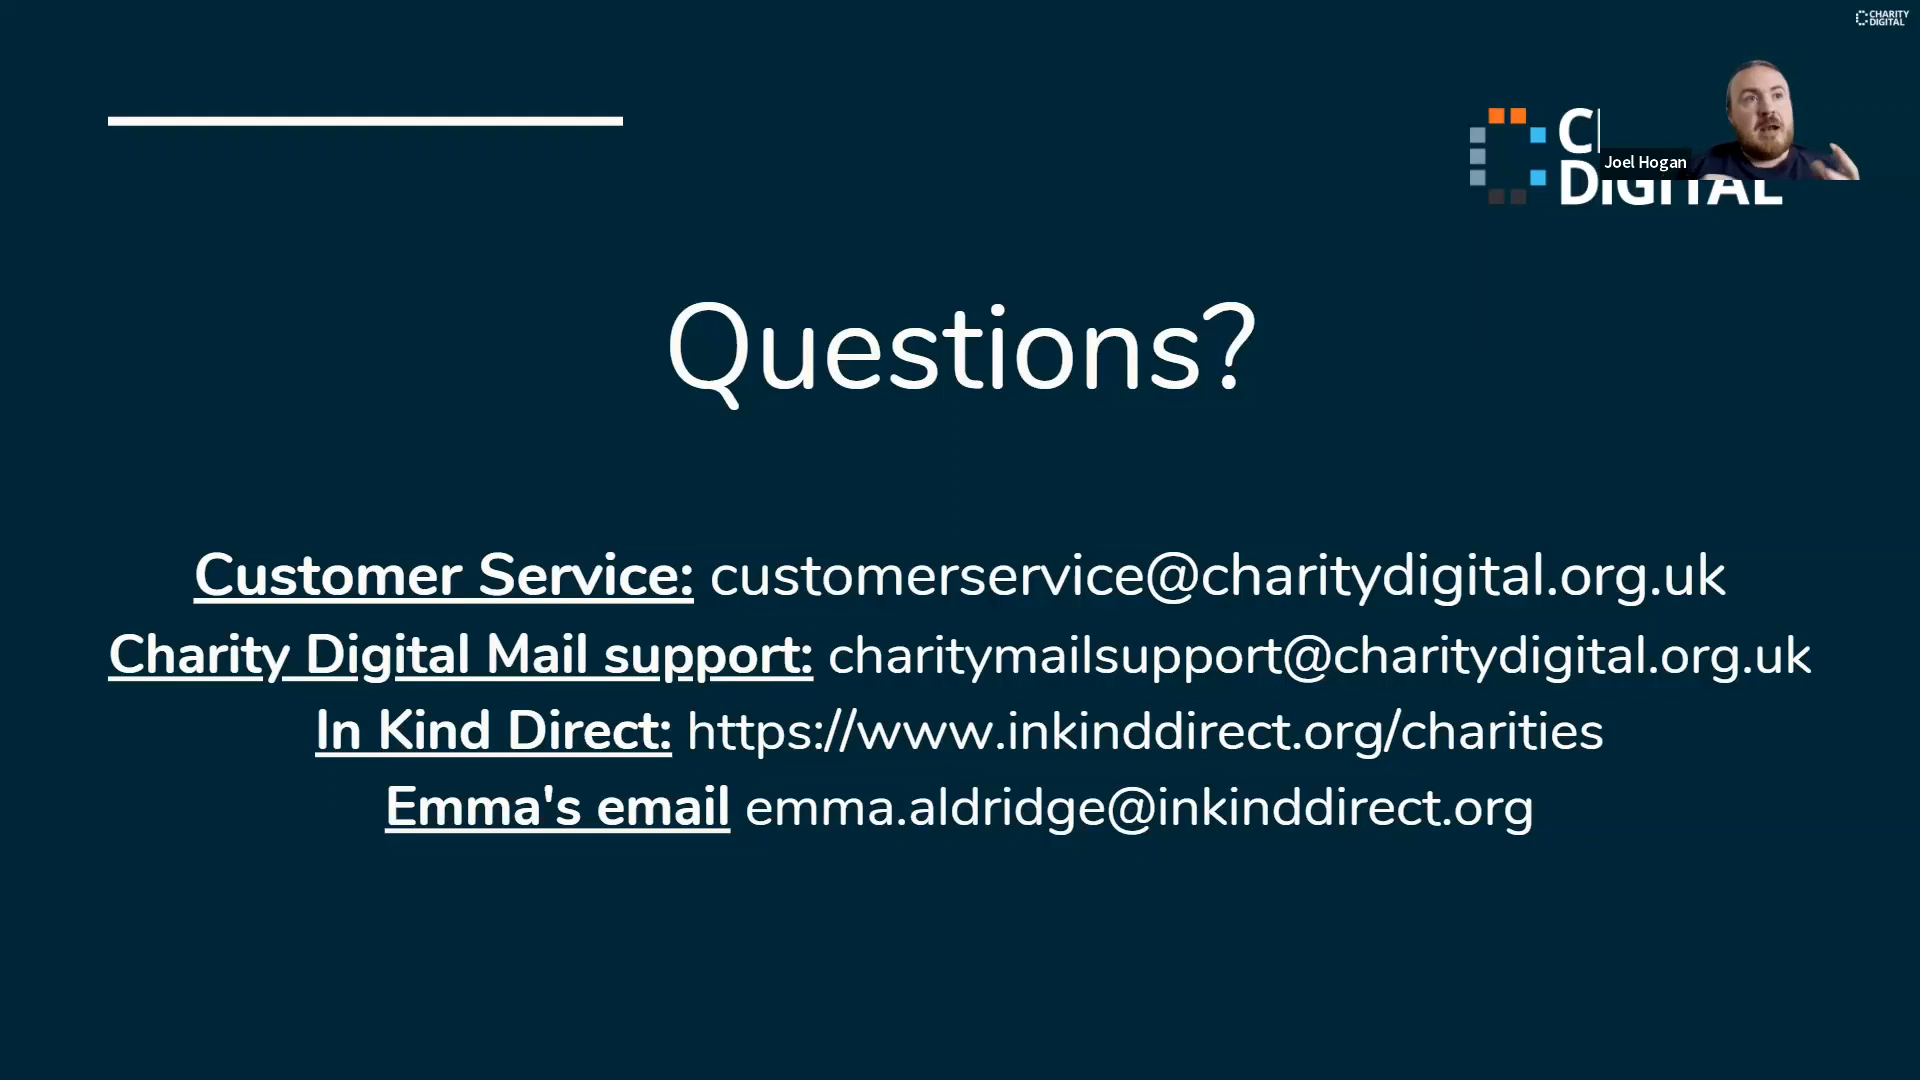 CHARITY
DIGITAL
Joel Hogan
DIGITAL
Questions?
Customer Service: customerservice@charitydigital.org.uk
Charity Digital Mail support: charitymailsupport@charitydigital.org.uk
In Kind Direct: https://www.inkinddirect.org/charities
Emma's email emma.aldridge@inkinddirect.org